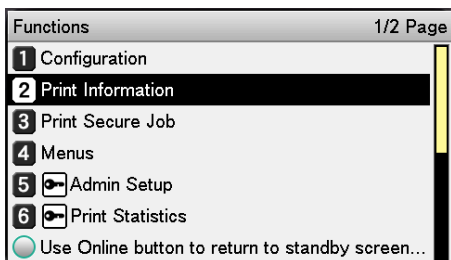 Functions 1/2 Page
1 Configuration
2 Print Information
3 Print Secure Job
4 Menus
5 Admin Setup
6 Print Statistics
Use Online button to return to standby screen...